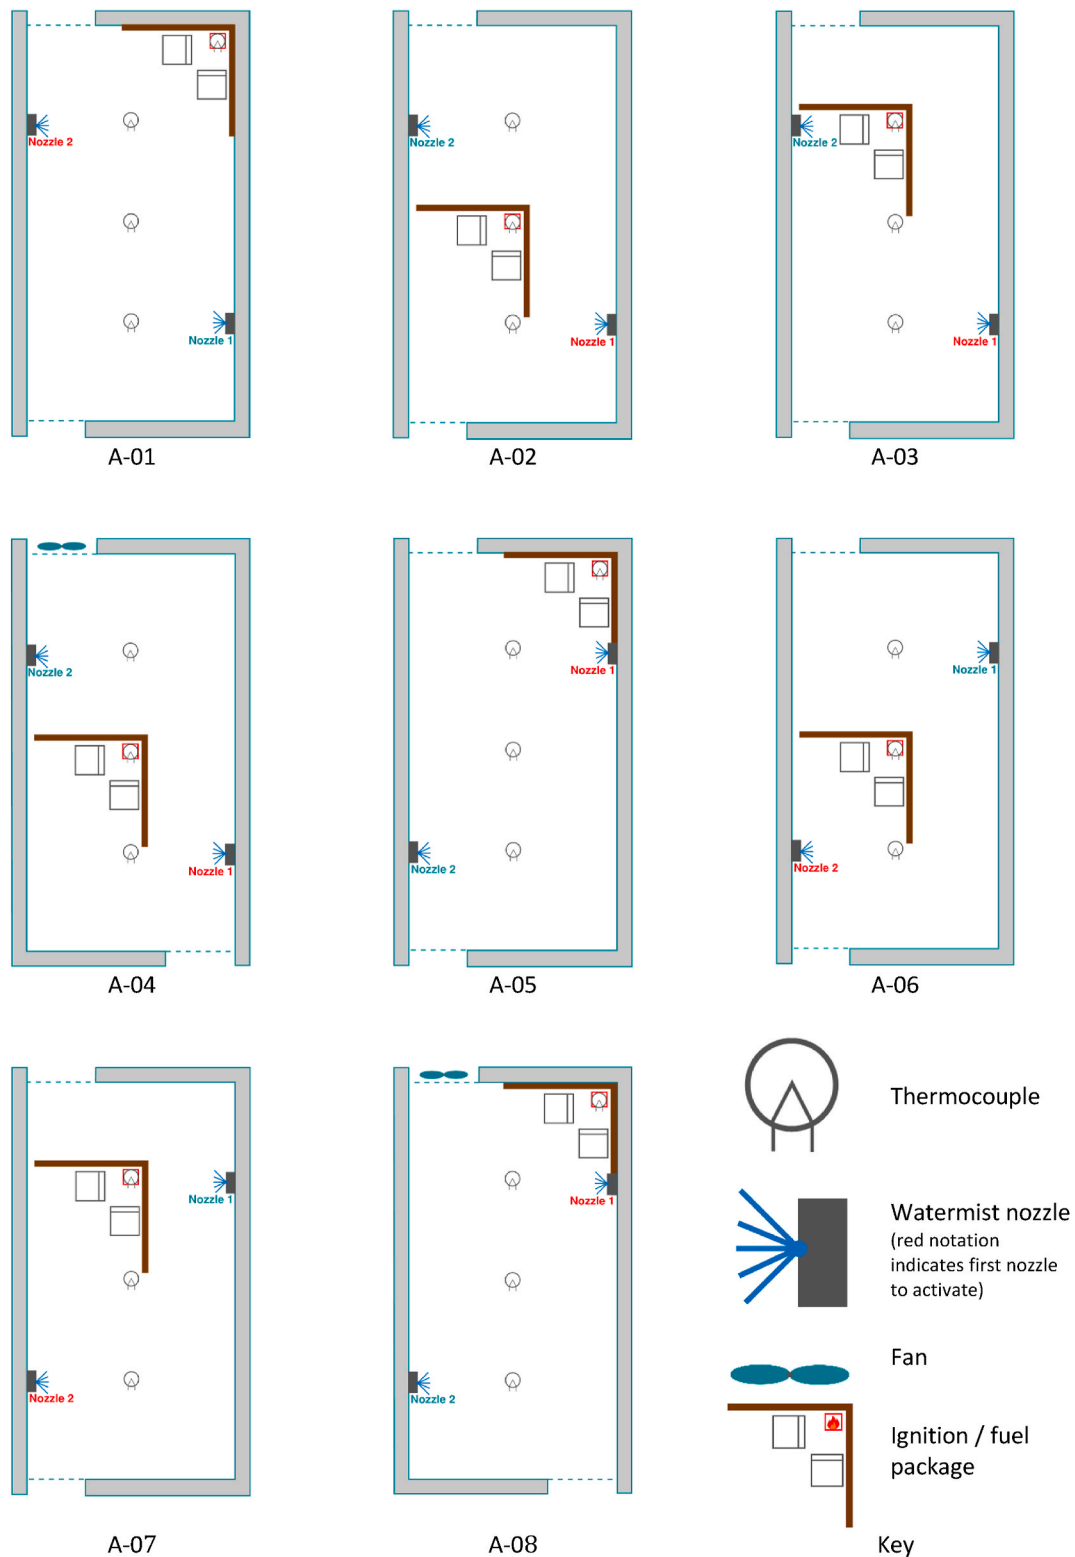 Nozzle 2
Nozzle 1
A-01
Nozzle 2
Nozzle 1
A-02
Nozzle 2
Nozzle 1
A-03
Nozzle 2
Nozzle 1
A-04
Nozzle 1
Nozzle 2
A-05
Nozzle 1
Nozzle 2
A-06
Nozzle 1
Nozzle 2
A-07
Nozzle 1
Nozzle 2
A-08
Thermocouple
Watermist nozzle
(red notation
indicates first nozzle
to activate)
Fan
Ignition / fuel
package
Key